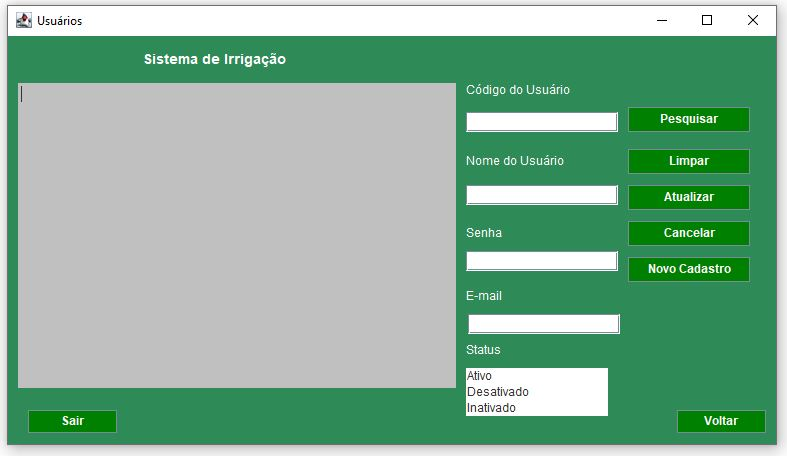 Usuários
Sistema de Irrigação
Código do Usuário
Pesquisar
Nome do Usuário
Limpar
Atualizar
Senha
Cancelar
Novo Cadastro
E-mail
Status
Ativo
Desativado
Inativado
Sair
Voltar